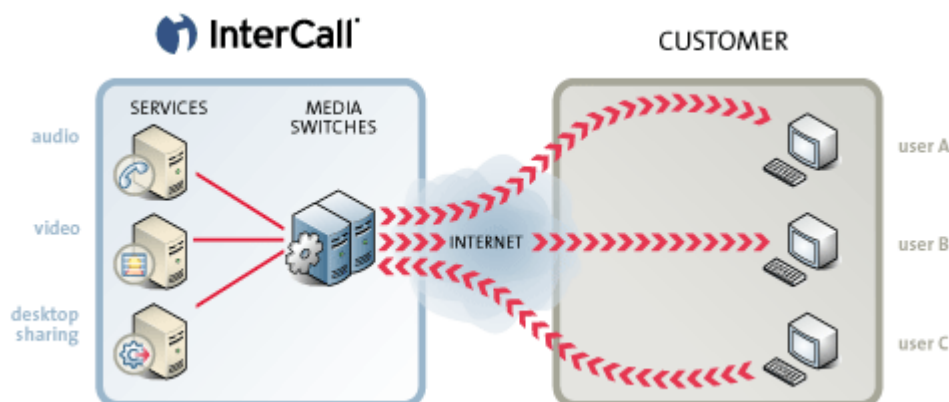 InterCall
CUSTOMER
SERVICES
MEDIA
SWITCHES
audio
video
desktop
sharing
INTERNET
user A
user B
user C